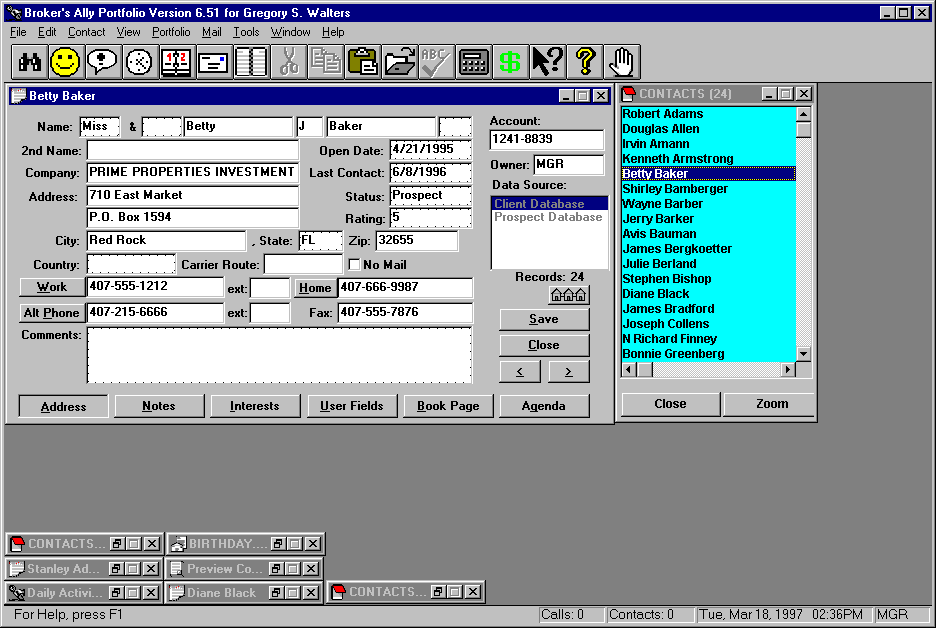 Broker's Ally Portfolio Version 6.51 for Gregory S. Walters
File Edit Contact View Portfolio Mail Tools Window Help
ABC
Betty Baker
Name: Miss & Betty J Baker
2nd Name: Open Date: 4/21/1995
Company: PRIME PROPERTIES INVESTMENT Last Contact: 6/8/1996
Address: 710 East Market Status: Prospect
P.O. Box 1594 Rating: 5
City: Red Rock , State: FL Zip: 32655
Country: Carrier Route: No Mail
Work 407-555-1212 ext: Home 407-666-9987
Alt Phone 407-215-6666 ext: Fax: 407-555-7876
Comments:
Account:
1241-8839
Owner: MGR
Data Source:
Client Database
Prospect Database
Records: 24
Save
Close
< >
Address Notes Interests User Fields Book Page Agenda
CONTACTS (24)
Robert Adams
Douglas Allen
Irvin Amann
Kenneth Armstrong
Betty Baker
Shirley Bamberger
Wayne Barber
Jerry Barker
Avis Bauman
James Bergkoetter
Julie Berland
Stephen Bishop
Diane Black
James Bradford
Joseph Collens
N Richard Finney
Bonnie Greenberg
Close Zoom
CONTACTS... BIRTHDAY....
Stanley Ad... Preview Co...
Daily Activi... Diane Black CONTACTS...
For Help, press F1 Calls: 0 Contacts: 0 Tue, Mar 18, 1997 02:36PM MGR